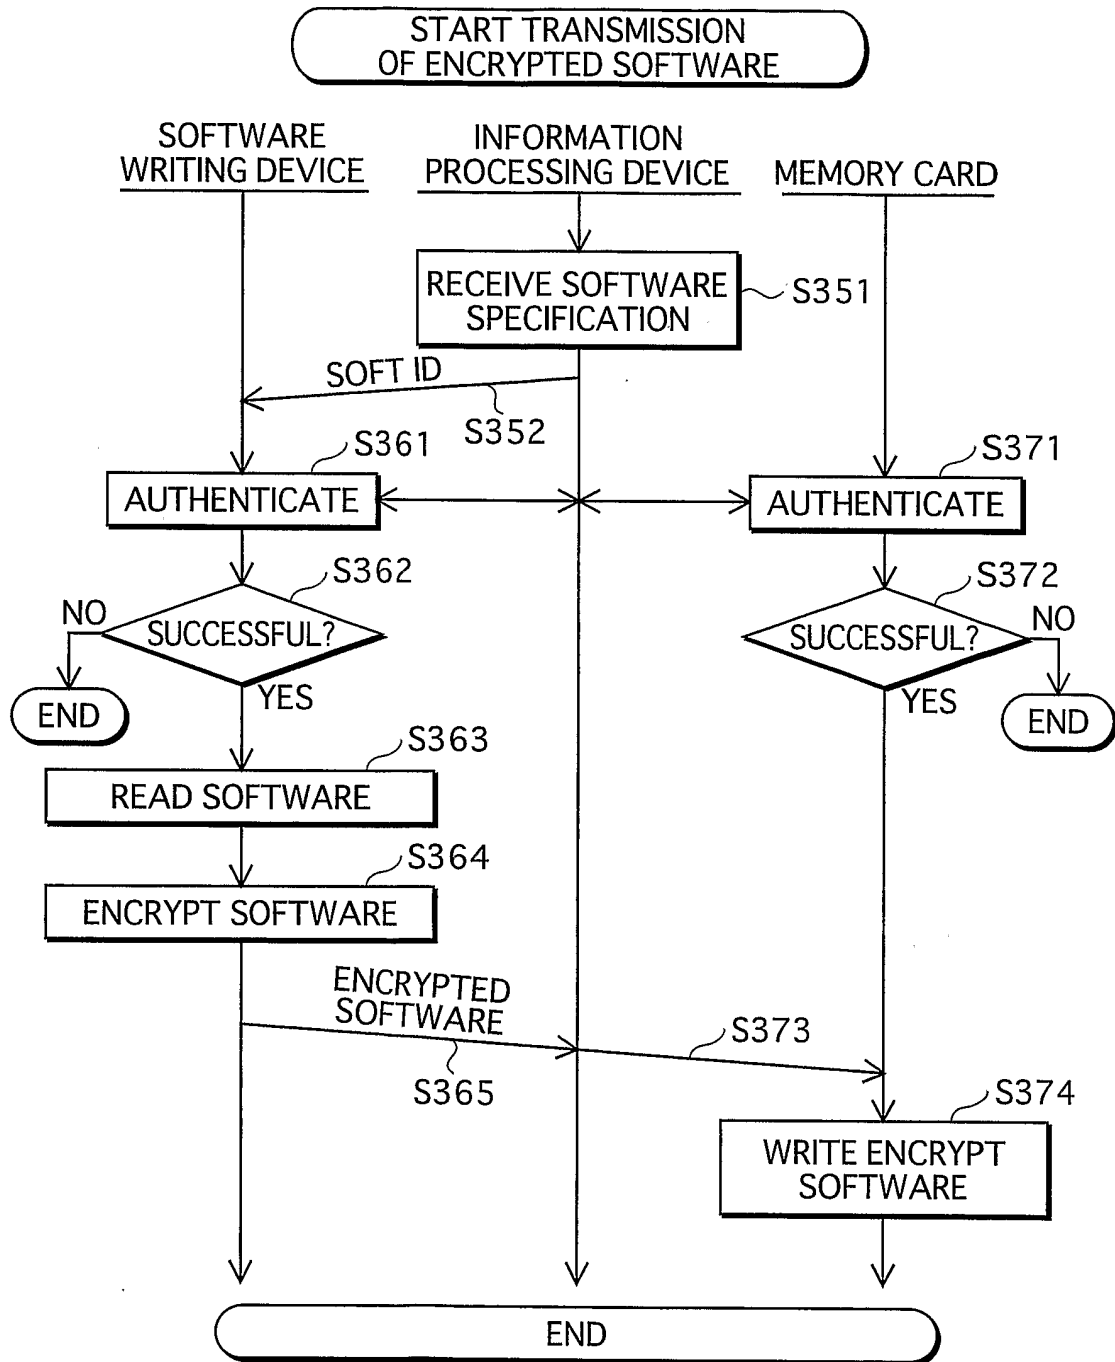 START TRANSMISSION
OF ENCRYPTED SOFTWARE
SOFTWARE
WRITING DEVICE
INFORMATION
PROCESSING DEVICE
MEMORY CARD
RECEIVE SOFTWARE
SPECIFICATION
S351
SOFT ID
S352
S361
AUTHENTICATE
S371
AUTHENTICATE
S362
SUCCESSFUL?
NO
END
YES
S372
SUCCESSFUL?
NO
END
YES
S363
READ SOFTWARE
S364
ENCRYPT SOFTWARE
ENCRYPTED
SOFTWARE
S365
S373
S374
WRITE ENCRYPT
SOFTWARE
END